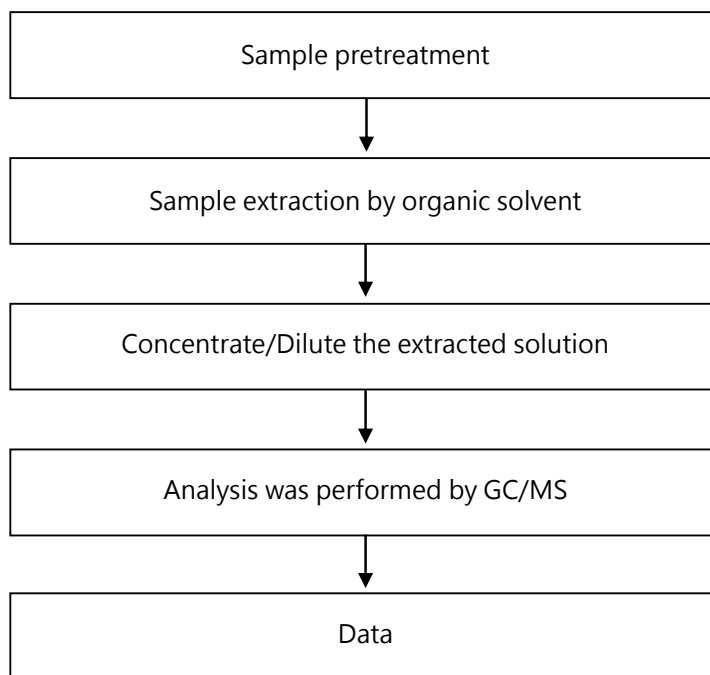 Sample pretreatment
Sample extraction by organic solvent
Concentrate/Dilute the extracted solution
Analysis was performed by GC/MS
Data